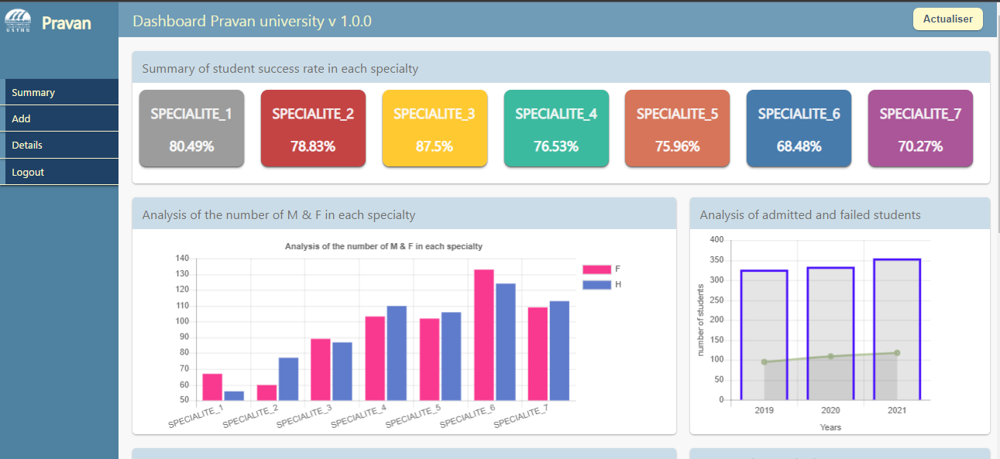 USTHB
Pravan
Dashboard Pravan university v 1.0.0
Actualiser
Summary
Add
Details
Logout
Summary of student success rate in each specialty
SPECIALITE_1
80.49%
SPECIALITE_2
78.83%
SPECIALITE_3
87.5%
SPECIALITE_4
76.53%
SPECIALITE_5
75.96%
SPECIALITE_6
68.48%
SPECIALITE_7
70.27%
Analysis of the number of M & F in each specialty
Analysis of the number of M & F in each specialty
140
130
120
110
100
90
80
70
60
50
SPECIALITE_1
SPECIALITE_2
SPECIALITE_3
SPECIALITE_4
SPECIALITE_5
SPECIALITE_6
SPECIALITE_7
F
H
Analysis of admitted and failed students
400
350
300
250
200
150
100
50
0
number of students
2019
2020
2021
Years